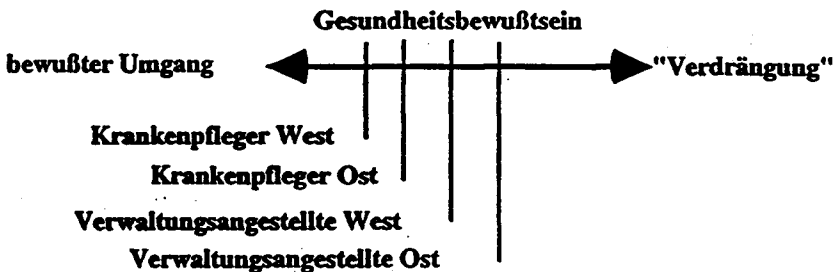 Gesundheitsbewußtsein
bewußter Umgang "Verdrängung"
Krankenpfleger West
Krankenpfleger Ost
Verwaltungsangestellte West
Verwaltungsangestellte Ost